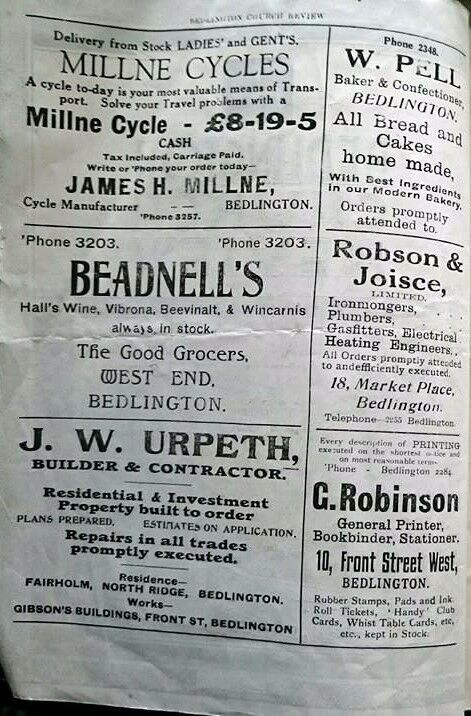 BEDLINGTON CHURCH REVIEW
Delivery from Stock LADIES' and GENT'S.
MILLNE CYCLES
A cycle to-day is your most valuable means of Trans-
port. Solve your Travel problems with a
Millne Cycle - £8-19-5
CASH
Tax Included, Carriage Paid.
Write or 'Phone your order today—
JAMES H. MILLNE,
Cycle Manufacturer — — BEDLINGTON.
'Phone 3257.
'Phone 3203. 'Phone 3203.
BEADNELL'S
Hall's Wine, Vibrona, Beevinalt, & Wincarnis
always in stock.
The Good Grocers,
WEST END,
BEDLINGTON.
J. W. URPETH,
BUILDER & CONTRACTOR.
Residential & Investment
Property built to order
PLANS PREPARED. ESTIMATES ON APPLICATION.
Repairs in all trades
promptly executed.
Residence—
FAIRHOLM, NORTH RIDGE, BEDLINGTON.
Works—
GIBSON'S BUILDINGS, FRONT ST, BEDLINGTON
Phone 2348.
W. PELL
Baker & Confectioner
BEDLINGTON.
All Bread and
Cakes
home made,
With Best Ingredients
in our Modern Bakery.
Orders promptly
attended to.
Robson &
Joisce,
LIMITED.
Ironmongers,
Plumbers,
Gasfitters, Electrical
Heating Engineers,
All Orders promptly attended
to and efficiently executed.
18, Market Place,
Bedlington.
Telephone—2255 Bedlington
Every description of PRINTING
executed on the shortest notice and
on most reasonable terms
'Phone - Bedlington 2284.
G. Robinson
General Printer,
Bookbinder, Stationer.
10, Front Street West,
BEDLINGTON.
Rubber Stamps, Pads and Ink
Roll Tickets, 'Handy' Club
Cards, Whist Table Cards, etc,
etc., kept in Stock.